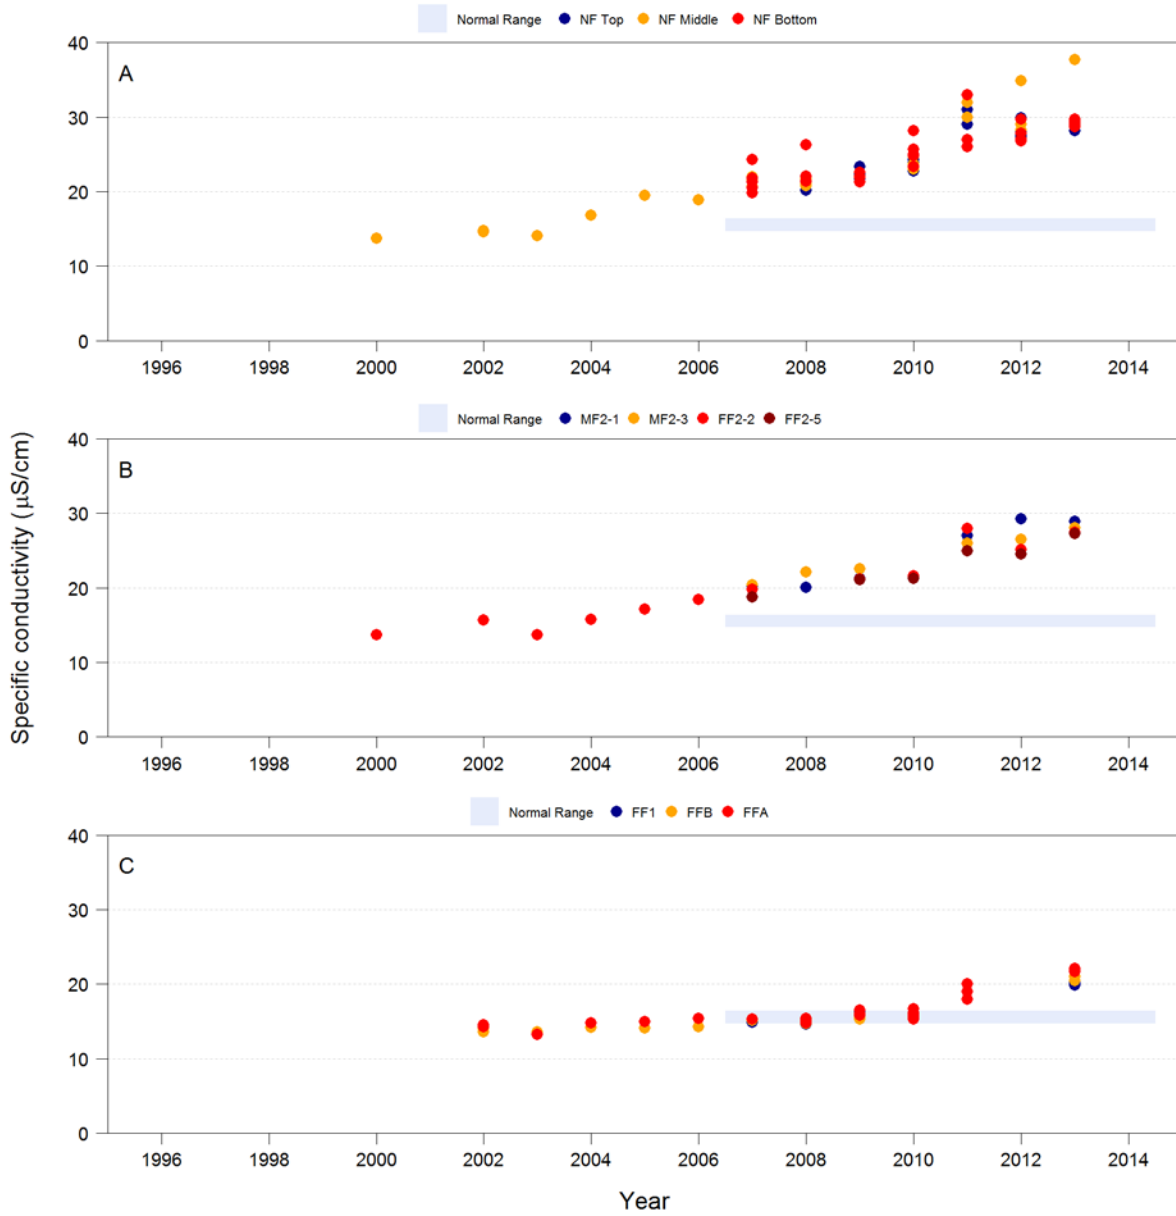 Normal Range NF Top NF Middle NF Bottom
A
40
30
20
10
0
1996 1998 2000 2002 2004 2006 2008 2010 2012 2014
Normal Range MF2-1 MF2-3 FF2-2 FF2-5
B
40
30
20
10
0
1996 1998 2000 2002 2004 2006 2008 2010 2012 2014
Specific conductivity (µS/cm)
Normal Range FF1 FFB FFA
C
40
30
20
10
0
1996 1998 2000 2002 2004 2006 2008 2010 2012 2014
Year